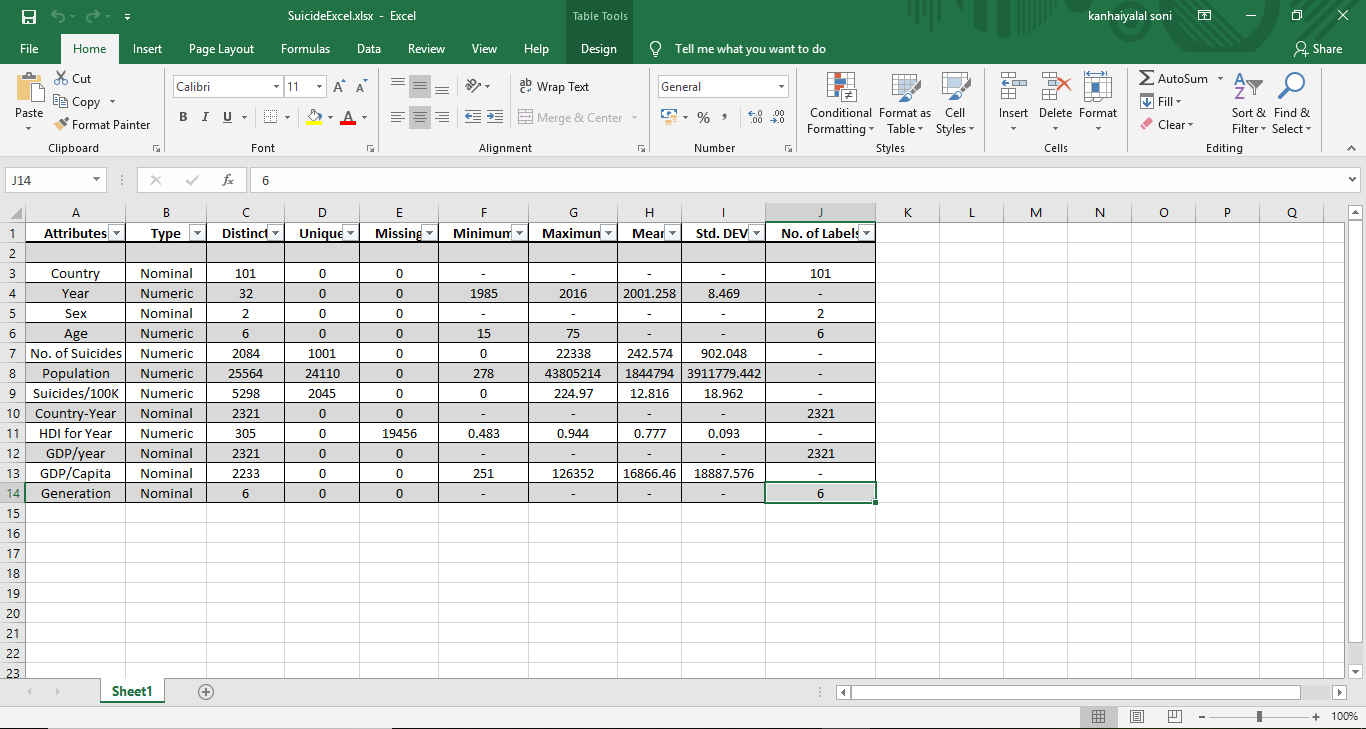 SuicideExcel.xlsx - Excel
Table Tools
kanhaiyalal soni
File Home Insert Page Layout Formulas Data Review View Help Design Tell me what you want to do Share
Paste
Cut
Copy
Format Painter
Clipboard
Calibri 11 A A
B I U A
Font
ab Wrap Text
Merge & Center
Alignment
General
% , .0 .00 .00 .0
Number
Conditional Formatting
Format as Table
Cell Styles
Styles
Insert Delete Format
Cells
AutoSum
Fill
Clear
Sort & Filter
Find & Select
Editing
J14 fx 6
A B C D E F G H I J K L M N O P Q
1 Attributes Type Distinct Unique Missing Minimum Maximun Mear Std. DEV No. of Labels
2
3 Country Nominal 101 0 0 - - - - 101
4 Year Numeric 32 0 0 1985 2016 2001.258 8.469 -
5 Sex Nominal 2 0 0 - - - - 2
6 Age Numeric 6 0 0 15 75 - - 6
7 No. of Suicides Numeric 2084 1001 0 0 22338 242.574 902.048 -
8 Population Numeric 25564 24110 0 278 43805214 1844794 3911779.442 -
9 Suicides/100K Numeric 5298 2045 0 0 224.97 12.816 18.962 -
10 Country-Year Nominal 2321 0 0 - - - - 2321
11 HDI for Year Numeric 305 0 19456 0.483 0.944 0.777 0.093 -
12 GDP/year Nominal 2321 0 0 - - - - 2321
13 GDP/Capita Nominal 2233 0 0 251 126352 16866.46 18887.576 -
14 Generation Nominal 6 0 0 - - - - 6
15
16
17
18
19
20
21
22
23
Sheet1
100%